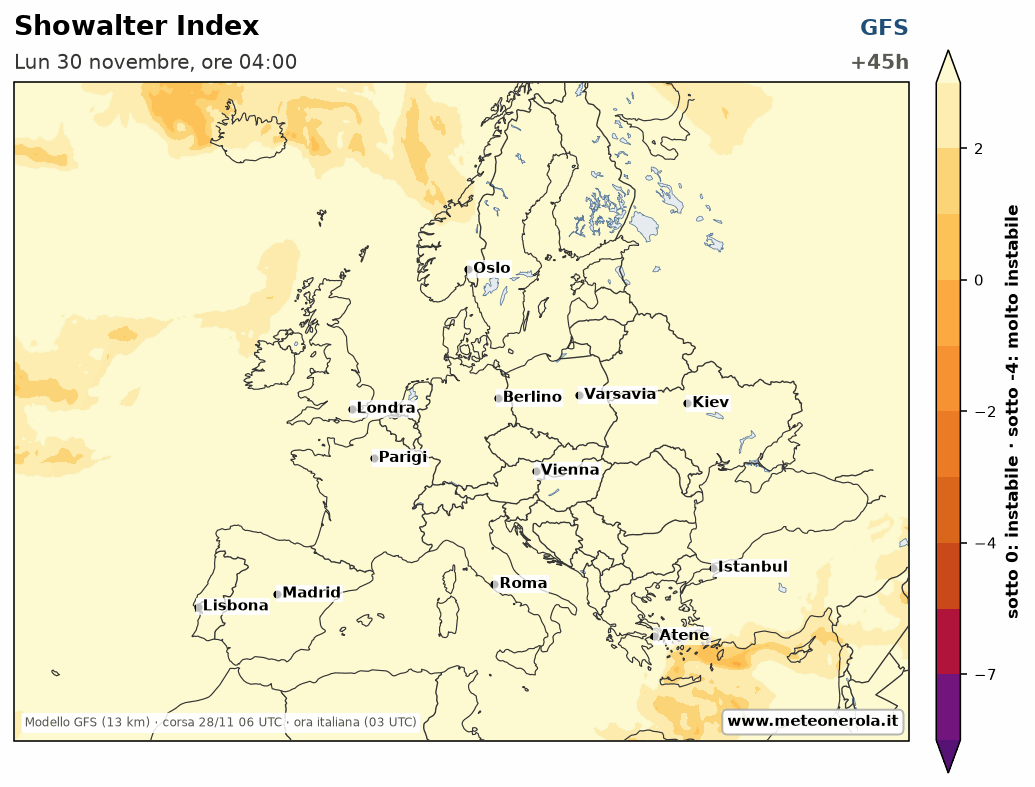 Showalter Index
GFS
Lun 30 novembre, ore 04:00
+45h
Oslo
Berlino
Varsavia
Kiev
Londra
Parigi
Vienna
Istanbul
Roma
Madrid
Lisbona
Atene
Modello GFS (13 km) · corsa 28/11 06 UTC · ora italiana (03 UTC)
www.meteonerola.it
2
0
−2
−4
−7
sotto 0: instabile · sotto -4: molto instabile